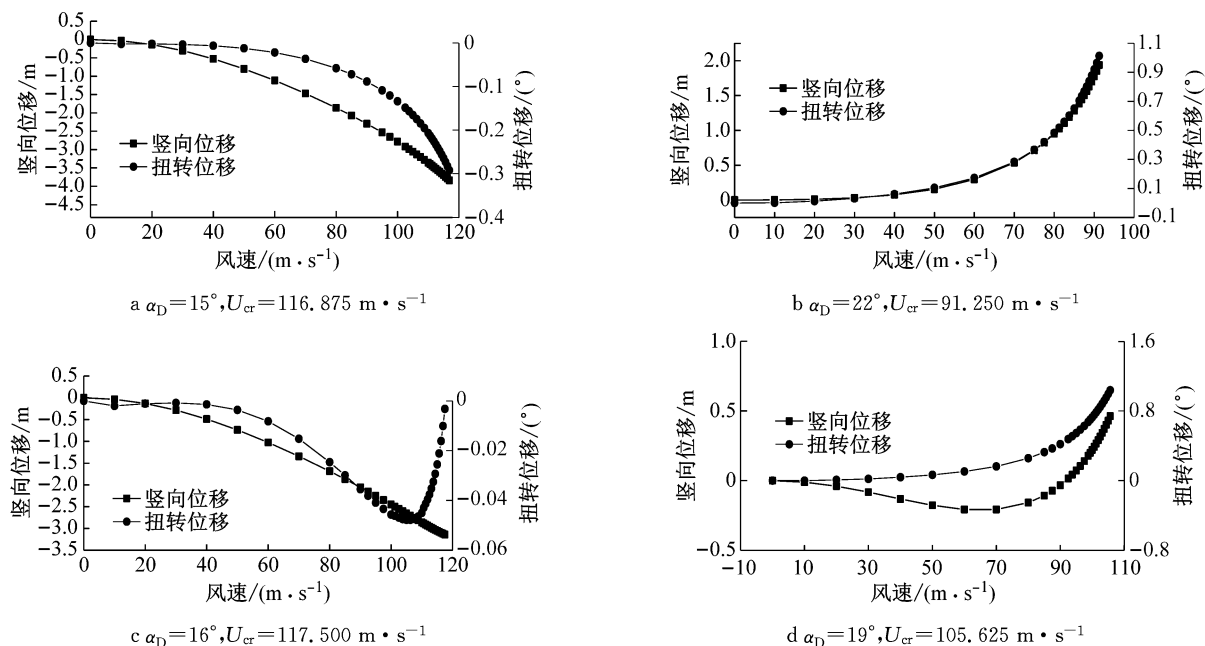 0.5
0
−0.5
−1.0
−1.5
−2.0
−2.5
−3.0
−3.5
−4.0
−4.5
竖向位移/m
竖向位移
扭转位移
0
−0.1
−0.2
−0.3
−0.4
扭转位移/(°)
0 20 40 60 80 100 120
风速/(m·s⁻¹)
a α_D=15°,U_cr=116.875 m·s⁻¹
2.0
1.5
1.0
0.5
0
竖向位移/m
竖向位移
扭转位移
1.1
0.9
0.7
0.5
0.3
0.1
−0.1
扭转位移/(°)
0 10 20 30 40 50 60 70 80 90 100
风速/(m·s⁻¹)
b α_D=22°,U_cr=91.250 m·s⁻¹
0.5
0
−0.5
−1.0
−1.5
−2.0
−2.5
−3.0
−3.5
竖向位移/m
竖向位移
扭转位移
0
−0.02
−0.04
−0.06
扭转位移/(°)
0 20 40 60 80 100 120
风速/(m·s⁻¹)
c α_D=16°,U_cr=117.500 m·s⁻¹
1.0
0.5
0
−0.5
竖向位移/m
竖向位移
扭转位移
1.6
0.8
0
−0.8
扭转位移/(°)
−10 10 30 50 70 90 110
风速/(m·s⁻¹)
d α_D=19°,U_cr=105.625 m·s⁻¹